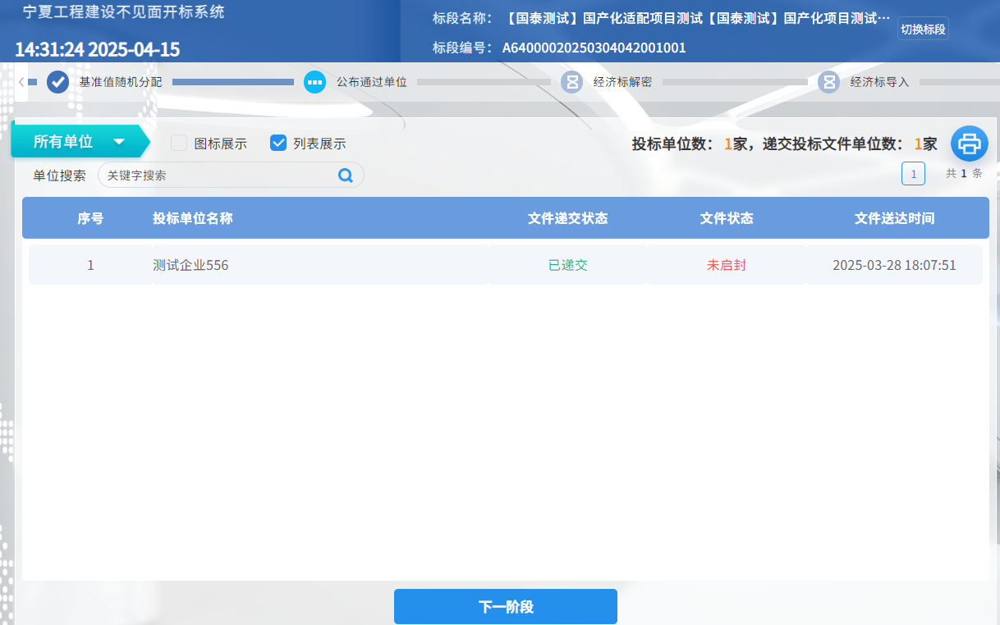 宁夏工程建设不见面开标系统
14:31:24 2025-04-15
标段名称： 【国泰测试】国产化适配项目测试【国泰测试】国产化项目测试…
标段编号： A6400002025030404200​1001
切换标段
基准值随机分配
公布通过单位
经济标解密
经济标导入
所有单位
图标展示
列表展示
投标单位数： 1家，递交投标文件单位数： 1家
单位搜索
关键字搜索
1
共 1 条
序号 投标单位名称 文件递交状态 文件状态 文件送达时间
1 测试企业556 已递交 未启封 2025-03-28 18:07:51
下一阶段